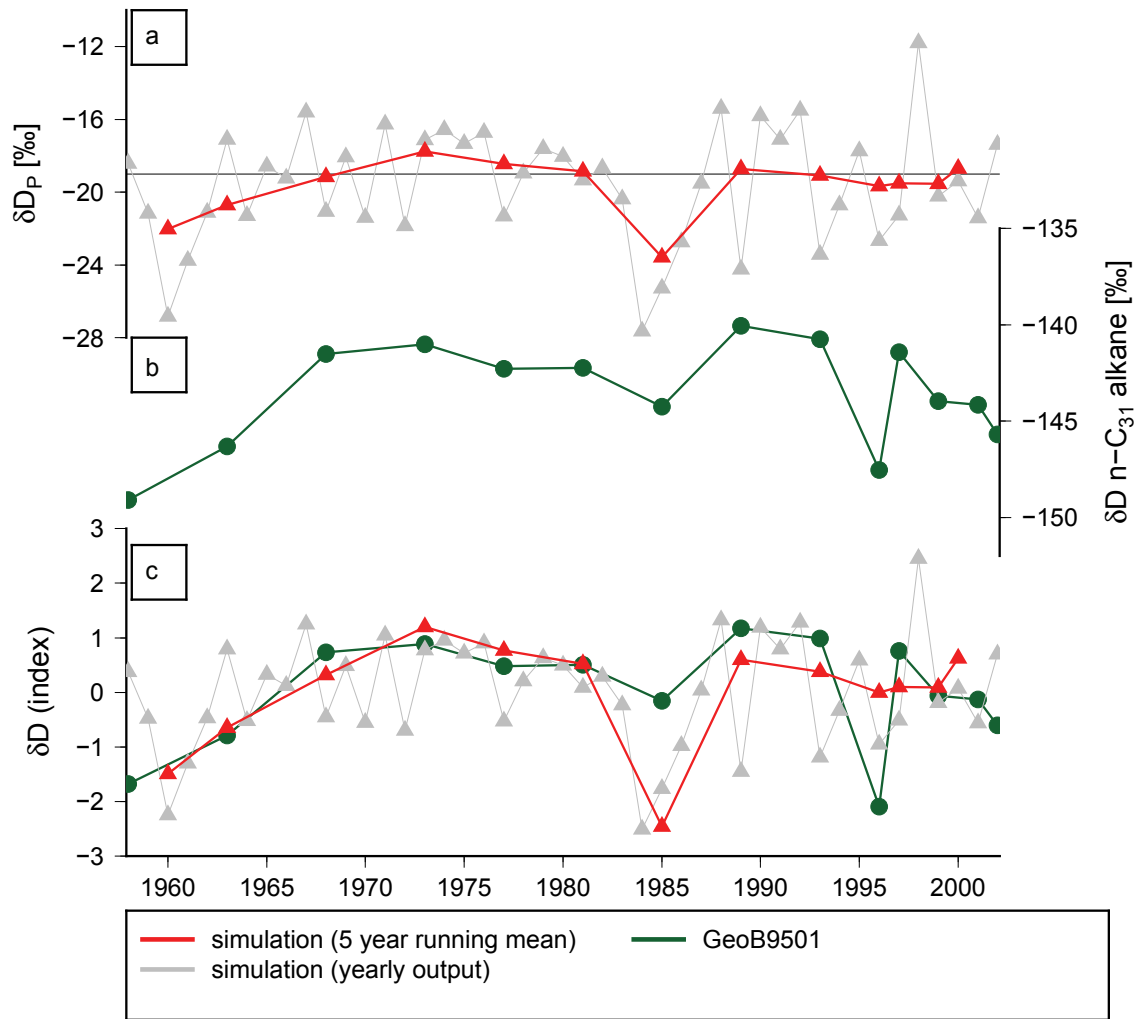 a
−12
−16
−20
−24
−28
δDP [‰]
b
−135
−140
−145
−150
δD n−C31 alkane [‰]
c
3
2
1
0
−1
−2
−3
δD (index)
1960 1965 1970 1975 1980 1985 1990 1995 2000
simulation (5 year running mean) GeoB9501
simulation (yearly output)